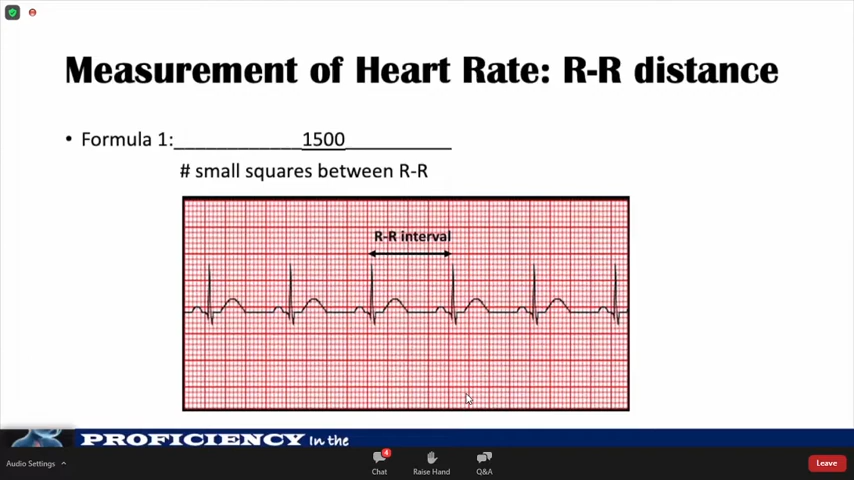 Measurement of Heart Rate: R-R distance
• Formula 1:____________1500____________
# small squares between R-R
R-R interval
PROFICIENCY In the
4
Audio Settings
Chat
Raise Hand
Q&A
Leave